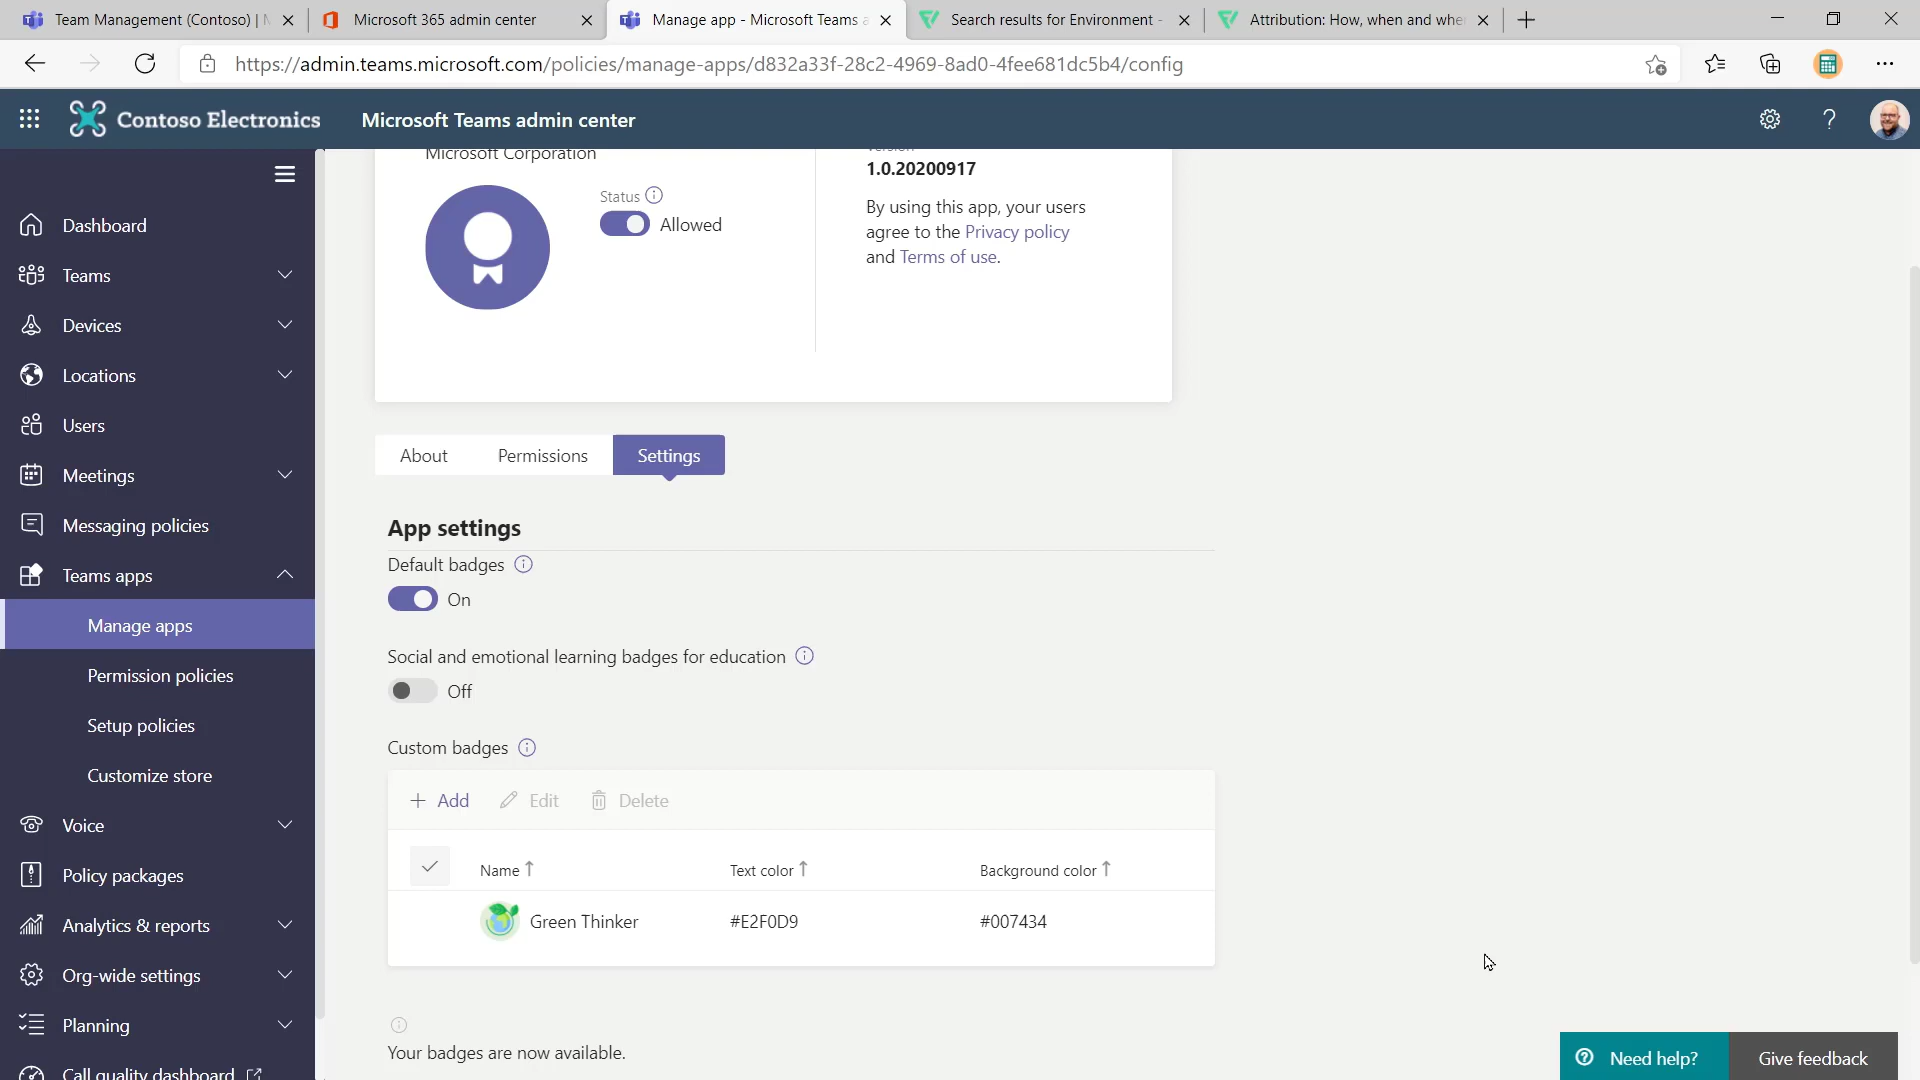 Team Management (Contoso) | M
Microsoft 365 admin center
Manage app - Microsoft Teams a
Search results for Environment -
Attribution: How, when and whe
https://admin.teams.microsoft.com/policies/manage-apps/d832a33f-28c2-4969-8ad0-4fee681dc5b4/config
Contoso Electronics
Microsoft Teams admin center
Microsoft Corporation
Version
1.0.20200917
Status
Allowed
By using this app, your users
agree to the Privacy policy
and Terms of use.
Dashboard
Teams
Devices
Locations
Users
Meetings
Messaging policies
Teams apps
Manage apps
Permission policies
Setup policies
Customize store
Voice
Policy packages
Analytics & reports
Org-wide settings
Planning
Call quality dashboard
About
Permissions
Settings
App settings
Default badges
On
Social and emotional learning badges for education
Off
Custom badges
Add
Edit
Delete
Name
Text color
Background color
Green Thinker
#E2F0D9
#007434
Your badges are now available.
Need help?
Give feedback